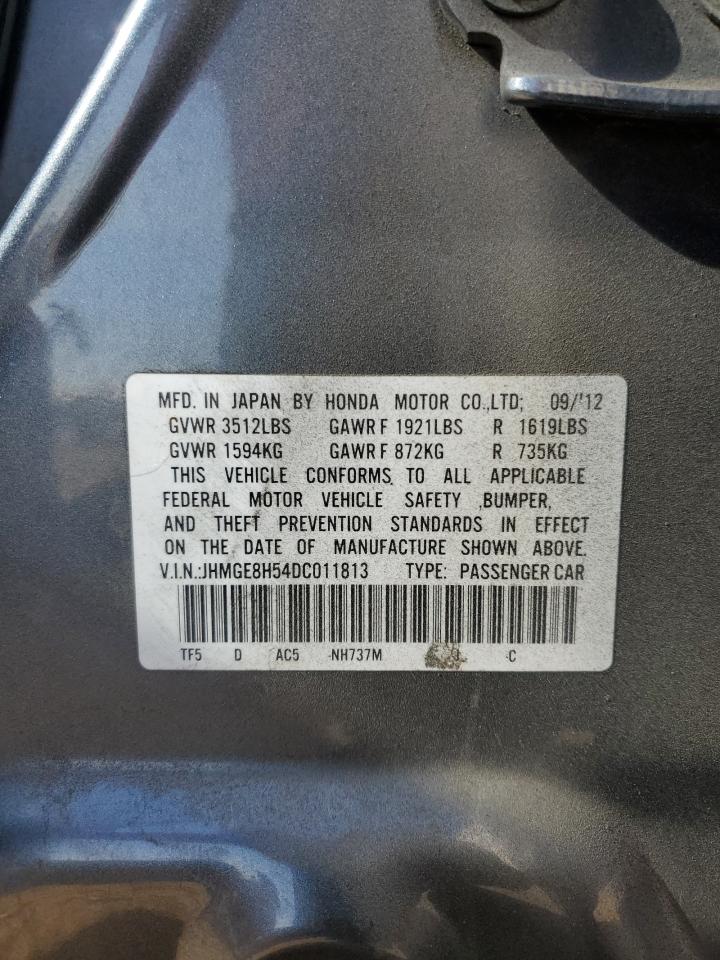 MFD. IN JAPAN BY HONDA MOTOR CO.,LTD; 09/'12
GVWR 3512LBS GAWR F 1921LBS R 1619LBS
GVWR 1594KG GAWR F 872KG R 735KG
THIS VEHICLE CONFORMS TO ALL APPLICABLE
FEDERAL MOTOR VEHICLE SAFETY ,BUMPER,
AND THEFT PREVENTION STANDARDS IN EFFECT
ON THE DATE OF MANUFACTURE SHOWN ABOVE.
V.I.N.:JHMGE8H54DC011813 TYPE: PASSENGER CAR
TF5 D AC5 NH737M C